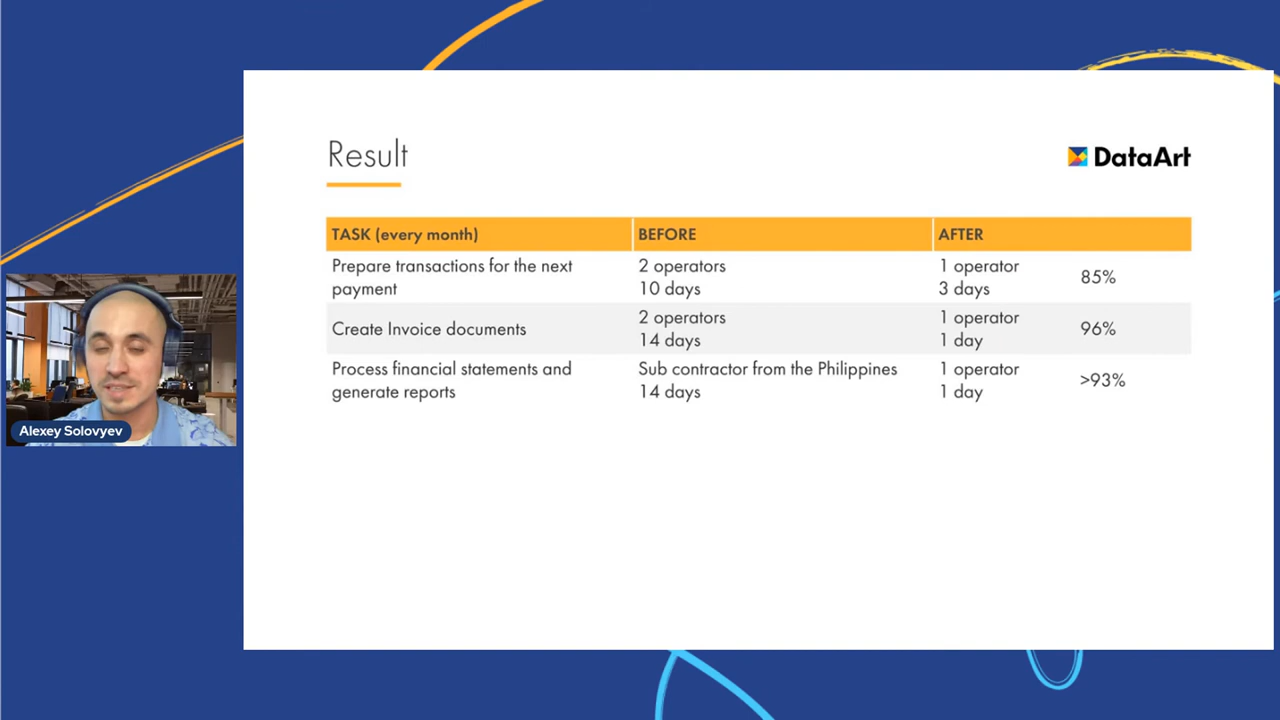 Result
DataArt
TASK (every month)
BEFORE
AFTER
Prepare transactions for the next
payment
2 operators
10 days
1 operator
3 days
85%
Create Invoice documents
2 operators
14 days
1 operator
1 day
96%
Process financial statements and
generate reports
Sub contractor from the Philippines
14 days
1 operator
1 day
>93%
Alexey Solovyev